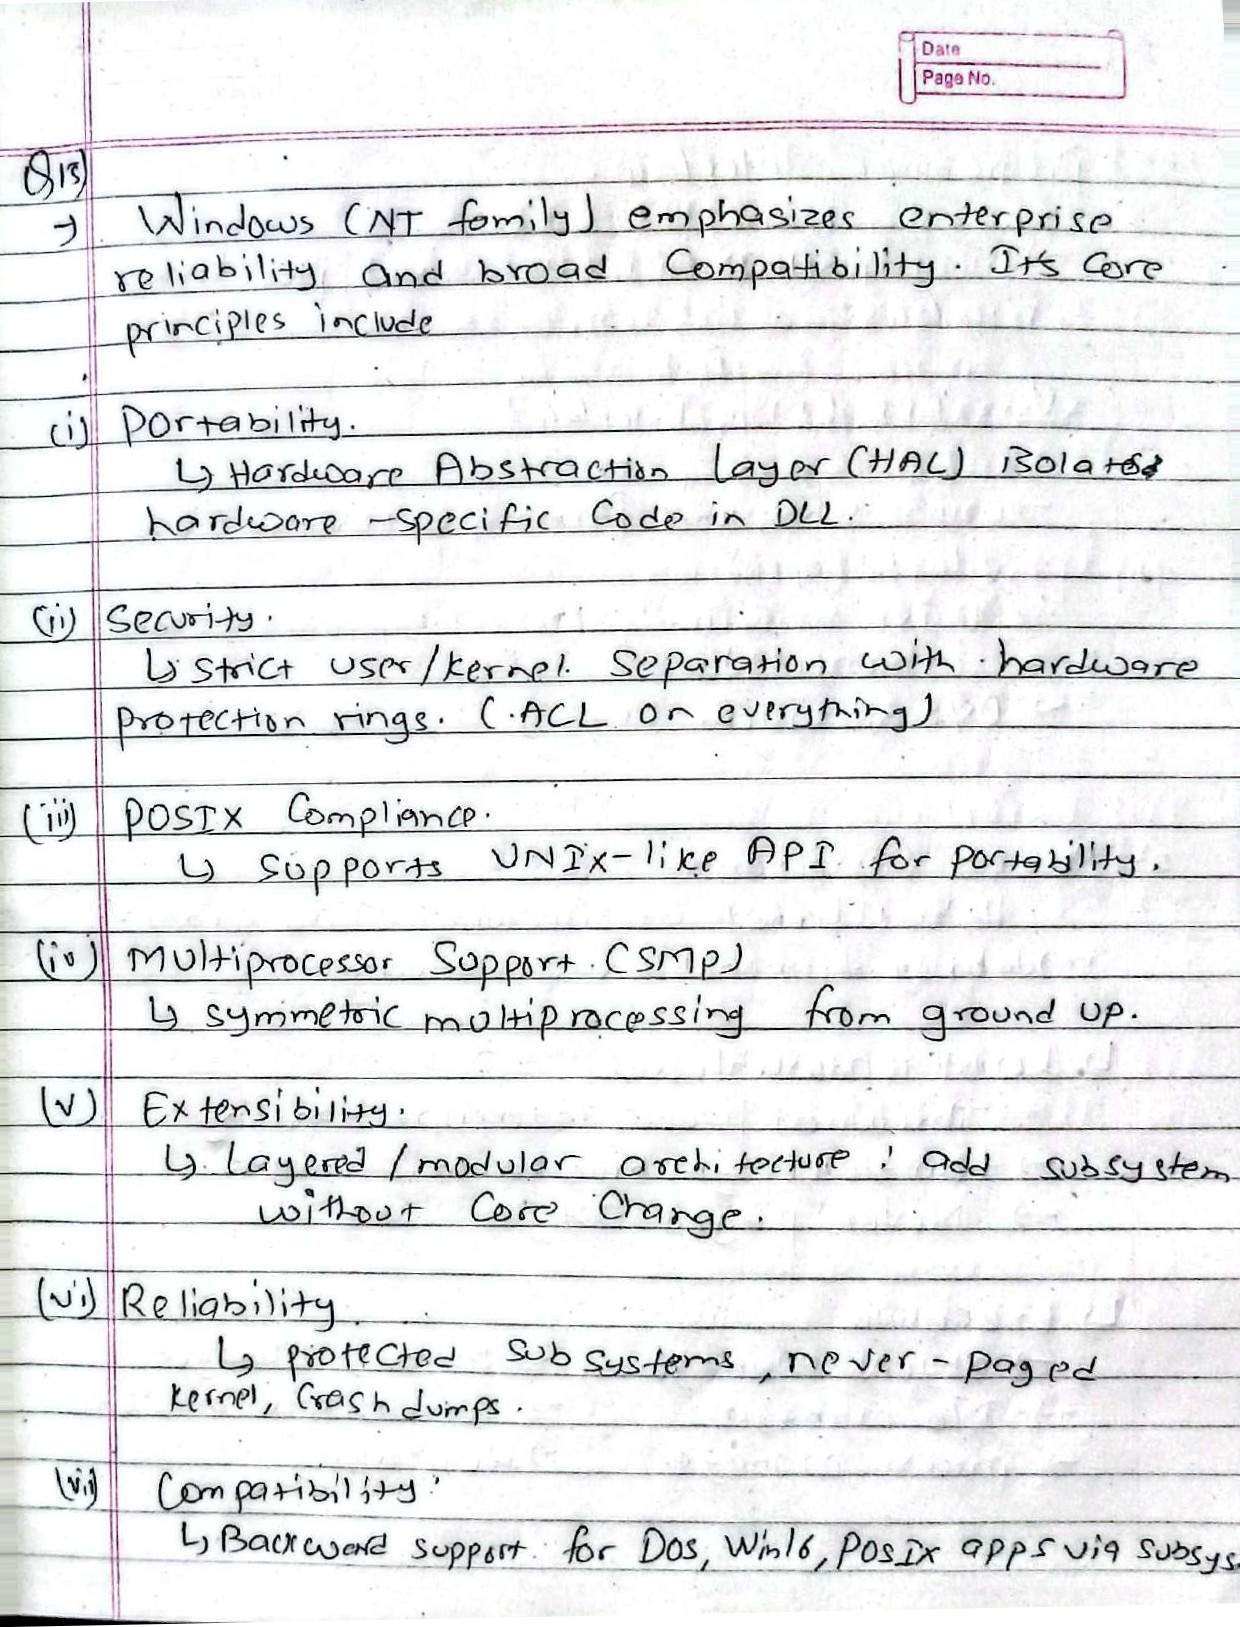 Date
Page No.
Q13)
→ Windows (NT family) emphasizes enterprise
reliability and broad Compatibility. It's Core
principles include
(i) Portability.
↳ Hardware Abstraction Layer (HAL) isolates
hardware-specific Code in DLL.
(ii) Security.
↳ Strict user/kernel separation with hardware
protection rings. (ACL on everything)
(iii) POSIX Compliance.
↳ Supports UNIX-like API for portability.
(iv) Multiprocessor Support (SMP)
↳ symmetric multiprocessing from ground up.
(v) Extensibility.
↳ Layered/modular architecture: add subsystem
without Core Change.
(vi) Reliability
↳ protected subsystems, never-paged
kernel, Crash dumps.
(vii) Compatibility:
↳ Backward support for Dos, Win16, POSIX apps via subsys